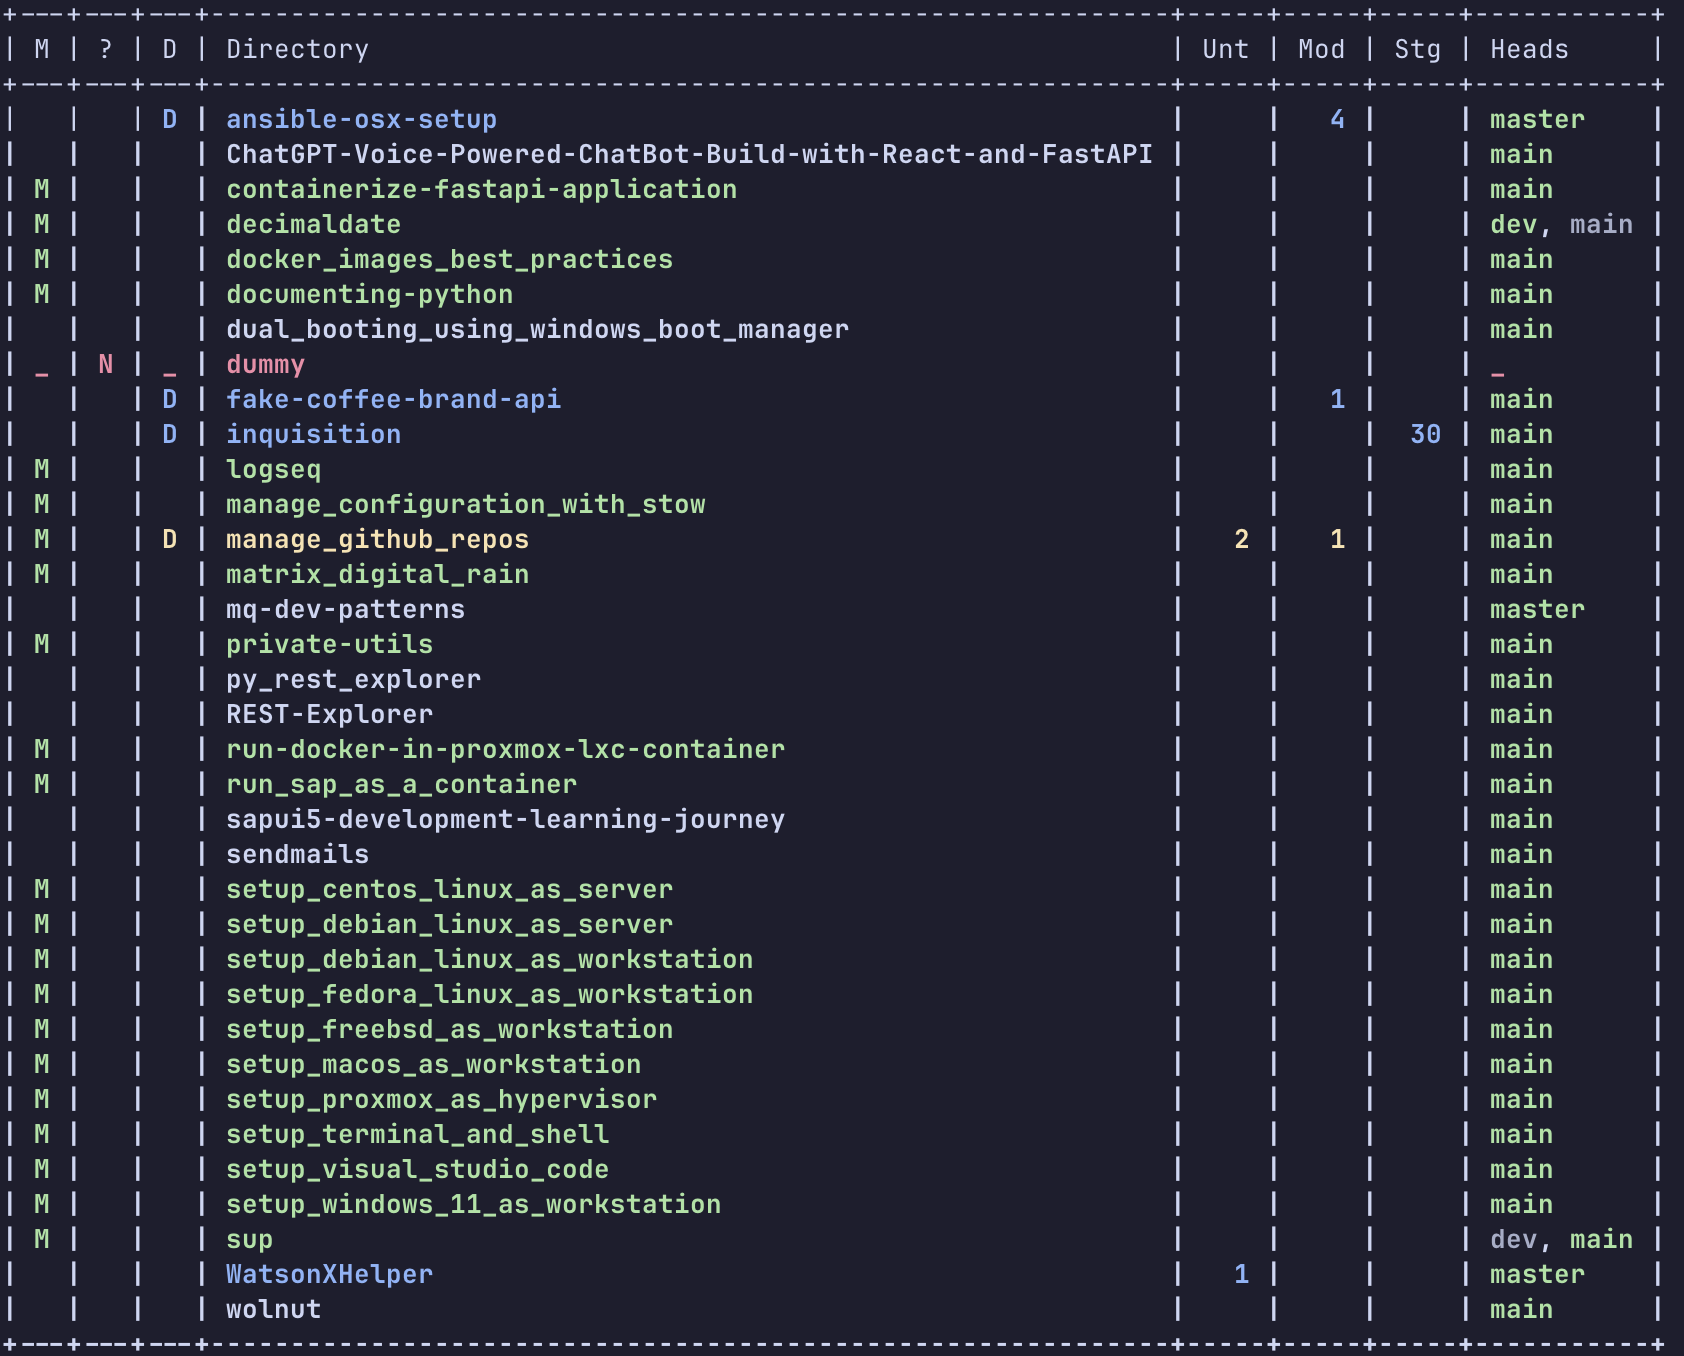 +---+---+---+------------------------------------------------------------+-----+-----+-----+-----------+
| M | ? | D | Directory                                                  | Unt | Mod | Stg | Heads     |
+---+---+---+------------------------------------------------------------+-----+-----+-----+-----------+
|   |   | D | ansible-osx-setup                                          |     |   4 |     | master    |
|   |   |   | ChatGPT-Voice-Powered-ChatBot-Build-with-React-and-FastAPI |     |     |     | main      |
| M |   |   | containerize-fastapi-application                           |     |     |     | main      |
| M |   |   | decimaldate                                                |     |     |     | dev, main |
| M |   |   | docker_images_best_practices                               |     |     |     | main      |
| M |   |   | documenting-python                                         |     |     |     | main      |
|   |   |   | dual_booting_using_windows_boot_manager                    |     |     |     | main      |
| _ | N | _ | dummy                                                      |     |     |     | _         |
|   |   | D | fake-coffee-brand-api                                      |     |   1 |     | main      |
|   |   | D | inquisition                                                |     |     |  30 | main      |
| M |   |   | logseq                                                     |     |     |     | main      |
| M |   |   | manage_configuration_with_stow                             |     |     |     | main      |
| M |   | D | manage_github_repos                                        |   2 |   1 |     | main      |
| M |   |   | matrix_digital_rain                                        |     |     |     | main      |
|   |   |   | mq-dev-patterns                                            |     |     |     | master    |
| M |   |   | private-utils                                              |     |     |     | main      |
|   |   |   | py_rest_explorer                                           |     |     |     | main      |
|   |   |   | REST-Explorer                                              |     |     |     | main      |
| M |   |   | run-docker-in-proxmox-lxc-container                        |     |     |     | main      |
| M |   |   | run_sap_as_a_container                                     |     |     |     | main      |
|   |   |   | sapui5-development-learning-journey                        |     |     |     | main      |
|   |   |   | sendmails                                                  |     |     |     | main      |
| M |   |   | setup_centos_linux_as_server                               |     |     |     | main      |
| M |   |   | setup_debian_linux_as_server                               |     |     |     | main      |
| M |   |   | setup_debian_linux_as_workstation                          |     |     |     | main      |
| M |   |   | setup_fedora_linux_as_workstation                          |     |     |     | main      |
| M |   |   | setup_freebsd_as_workstation                               |     |     |     | main      |
| M |   |   | setup_macos_as_workstation                                 |     |     |     | main      |
| M |   |   | setup_proxmox_as_hypervisor                                |     |     |     | main      |
| M |   |   | setup_terminal_and_shell                                   |     |     |     | main      |
| M |   |   | setup_visual_studio_code                                   |     |     |     | main      |
| M |   |   | setup_windows_11_as_workstation                            |     |     |     | main      |
| M |   |   | sup                                                        |     |     |     | dev, main |
|   |   |   | WatsonXHelper                                              |   1 |     |     | master    |
|   |   |   | wolnut                                                     |     |     |     | main      |
+---+---+---+------------------------------------------------------------+-----+-----+-----+-----------+